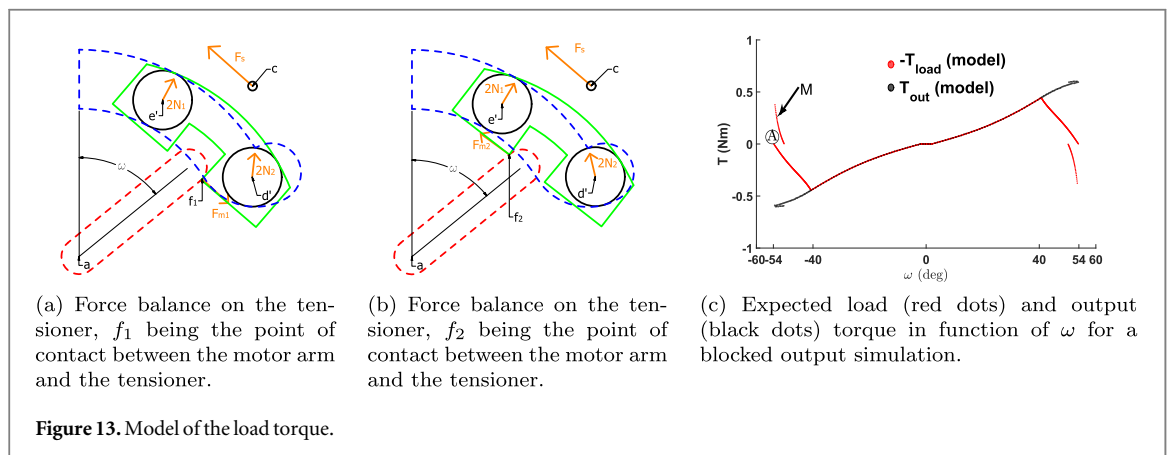 Fs
c
2N1
e'
ω
2N2
d'
f1
Fm1
a
Fs
c
2N1
e'
Fm2
ω
2N2
d'
f2
a
1
0.5
0
-0.5
-1
T (Nm)
-Tload (model)
Tout (model)
M
A
-60 -54 -40 0 40 54 60
ω (deg)
(a) Force balance on the ten-
sioner, f1 being the point of
contact between the motor arm
and the tensioner.
(b) Force balance on the ten-
sioner, f2 being the point of
contact between the motor arm
and the tensioner.
(c) Expected load (red dots) and output
(black dots) torque in function of ω for a
blocked output simulation.
Figure 13. Model of the load torque.